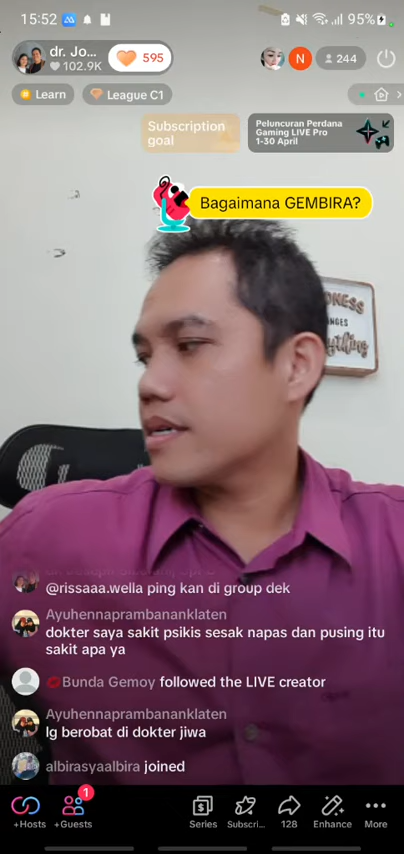 15:52
95%
dr. Jo...
102.9K
595
N
244
Learn
League C1
Subscription
goal
Peluncuran Perdana
Gaming LIVE Pro
1-30 April
Bagaimana GEMBIRA?
NGES
@rissaaa.wella ping kan di group dek
Ayuhennaprambananklaten
dokter saya sakit psikis sesak napas dan pusing itu
sakit apa ya
Bunda Gemoy followed the LIVE creator
Ayuhennaprambananklaten
lg berobat di dokter jiwa
albirasyaalbira joined
1
+Hosts
+Guests
Series
Subscri...
128
Enhance
More